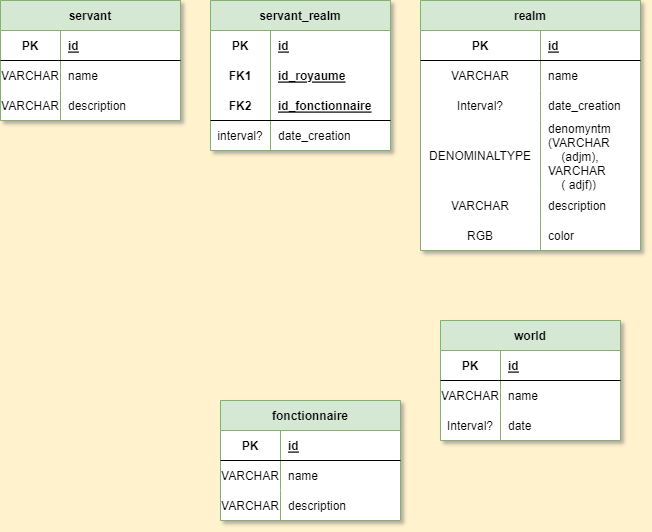 servant
PK id
VARCHAR name
VARCHAR description
servant_realm
PK id
FK1 id_royaume
FK2 id_fonctionnaire
interval? date_creation
realm
PK id
VARCHAR name
Interval? date_creation
DENOMINALTYPE denomyntm
(VARCHAR
(adjm),
VARCHAR
( adjf))
VARCHAR description
RGB color
world
PK id
VARCHAR name
Interval? date
fonctionnaire
PK id
VARCHAR name
VARCHAR description